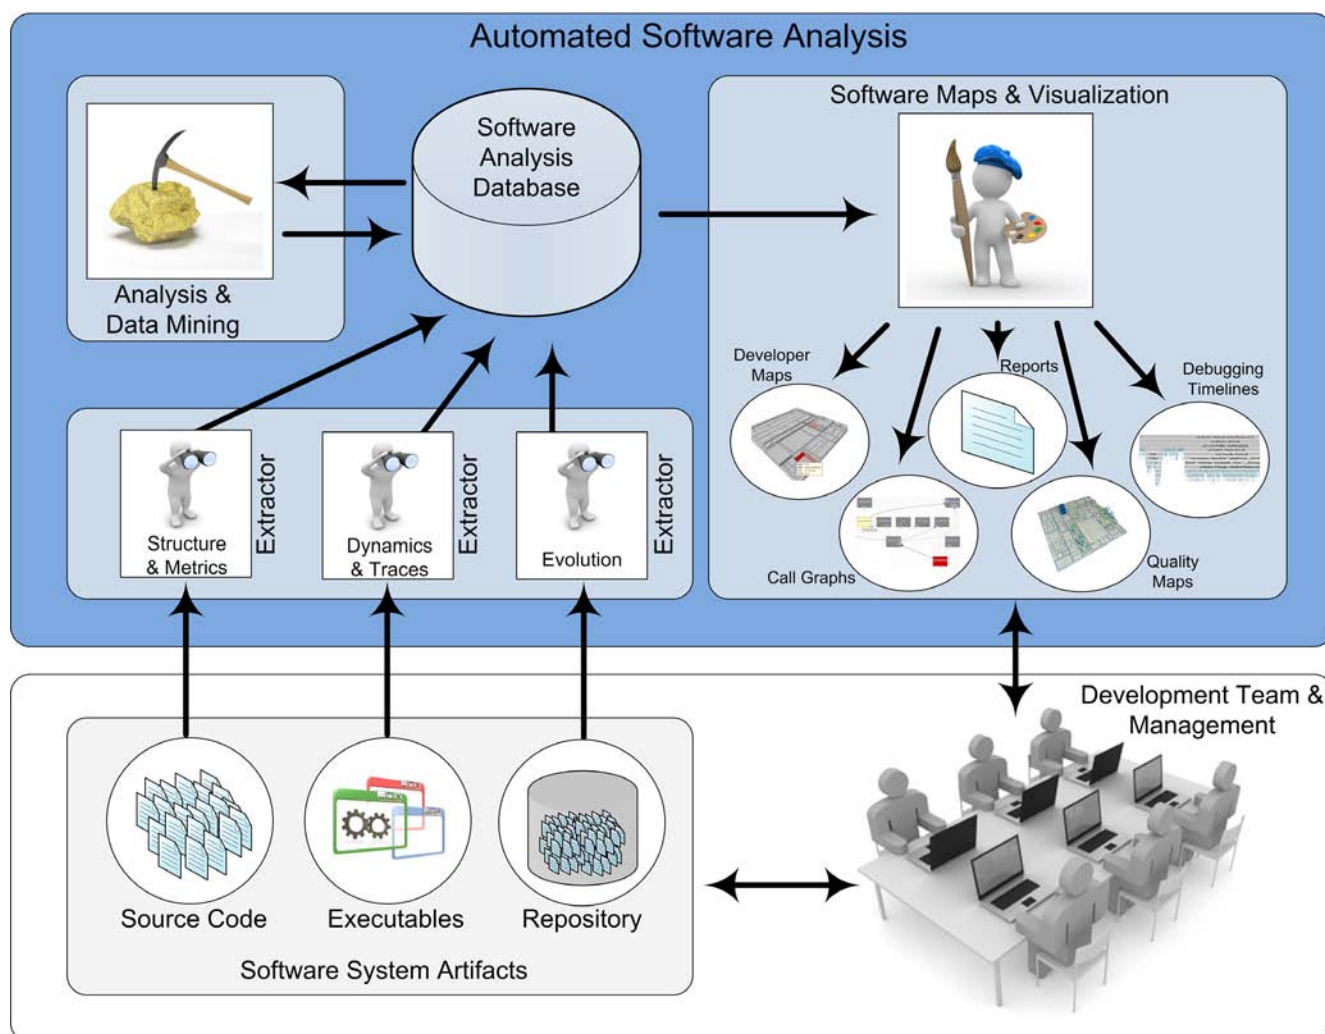 Automated Software Analysis
Software
Analysis
Database
Analysis &
Data Mining
Software Maps & Visualization
Developer
Maps
Reports
Debugging
Timelines
Call Graphs
Quality
Maps
Structure
& Metrics
Extractor
Dynamics
& Traces
Extractor
Evolution
Extractor
Source Code
Executables
Repository
Software System Artifacts
Development Team &
Management